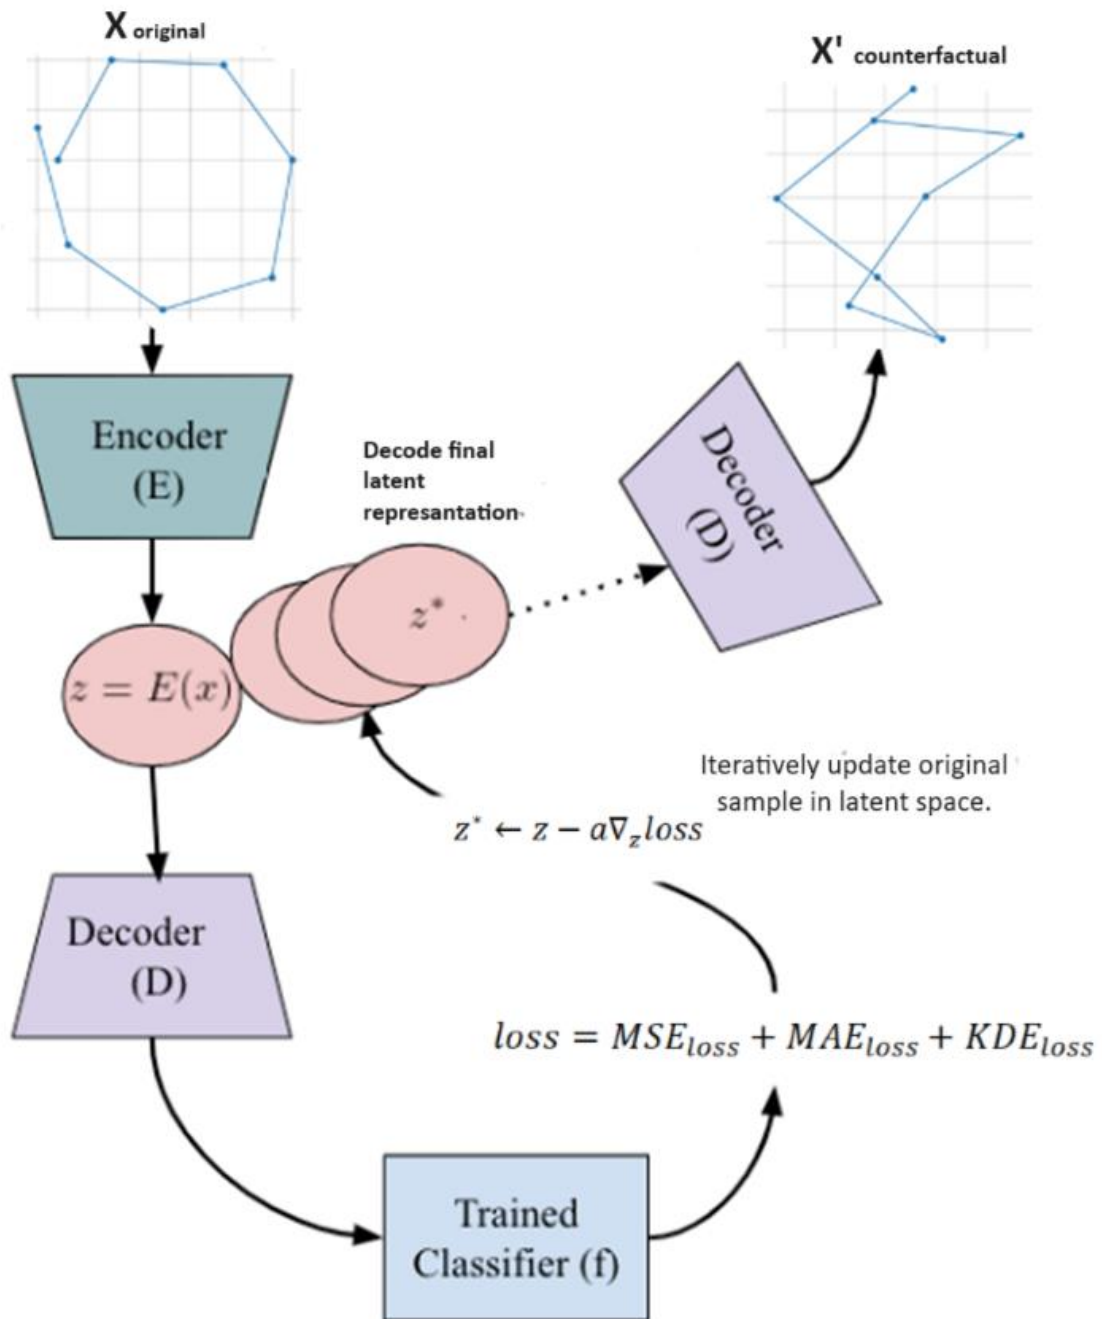 X original
X' counterfactual
Encoder
(E)
Decode final
latent
represantation
Decoder
(D)
z*
z = E(x)
Iteratively update original
sample in latent space.
z* ← z − a∇zloss
Decoder
(D)
loss = MSEloss + MAEloss + KDEloss
Trained
Classifier (f)